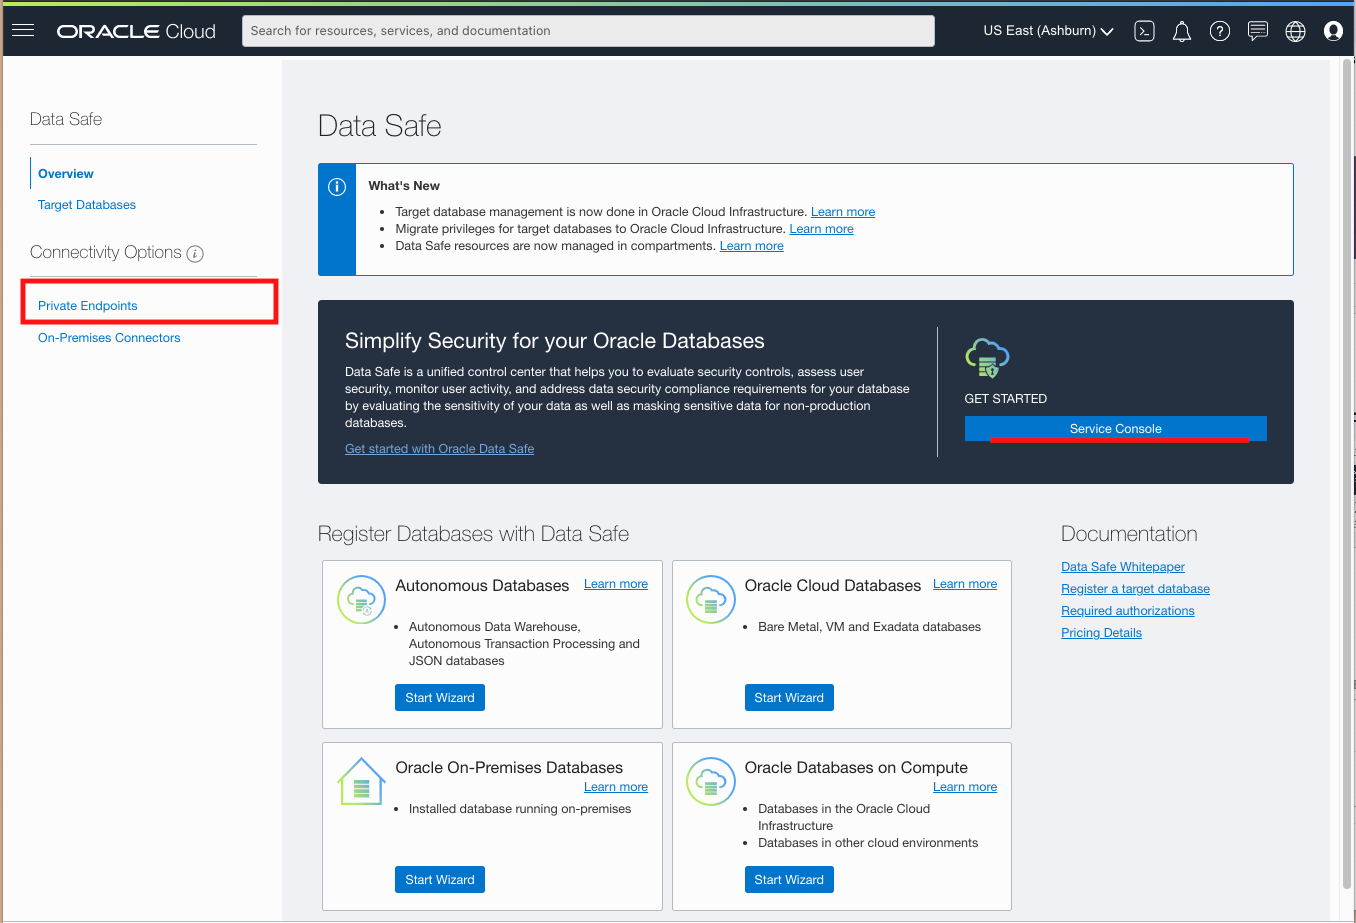 ORACLE Cloud
Search for resources, services, and documentation
US East (Ashburn)
Data Safe
Overview
Target Databases
Connectivity Options
Private Endpoints
On-Premises Connectors
Data Safe
What's New
Target database management is now done in Oracle Cloud Infrastructure. Learn more
Migrate privileges for target databases to Oracle Cloud Infrastructure. Learn more
Data Safe resources are now managed in compartments. Learn more
Simplify Security for your Oracle Databases
Data Safe is a unified control center that helps you to evaluate security controls, assess user
security, monitor user activity, and address data security compliance requirements for your database
by evaluating the sensitivity of your data as well as masking sensitive data for non-production
databases.
Get started with Oracle Data Safe
GET STARTED
Service Console
Register Databases with Data Safe
Autonomous Databases Learn more
Autonomous Data Warehouse,
Autonomous Transaction Processing and
JSON databases
Start Wizard
Oracle Cloud Databases Learn more
Bare Metal, VM and Exadata databases
Start Wizard
Oracle On-Premises Databases
Learn more
Installed database running on-premises
Start Wizard
Oracle Databases on Compute
Learn more
Databases in the Oracle Cloud
Infrastructure
Databases in other cloud environments
Start Wizard
Documentation
Data Safe Whitepaper
Register a target database
Required authorizations
Pricing Details